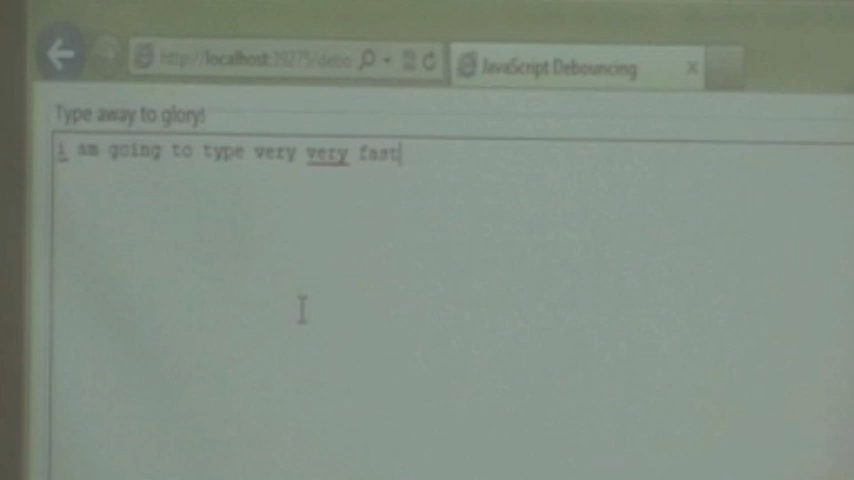 http://localhost:39275/debo
JavaScript Debouncing
Type away to glory!
i am going to type very very fast